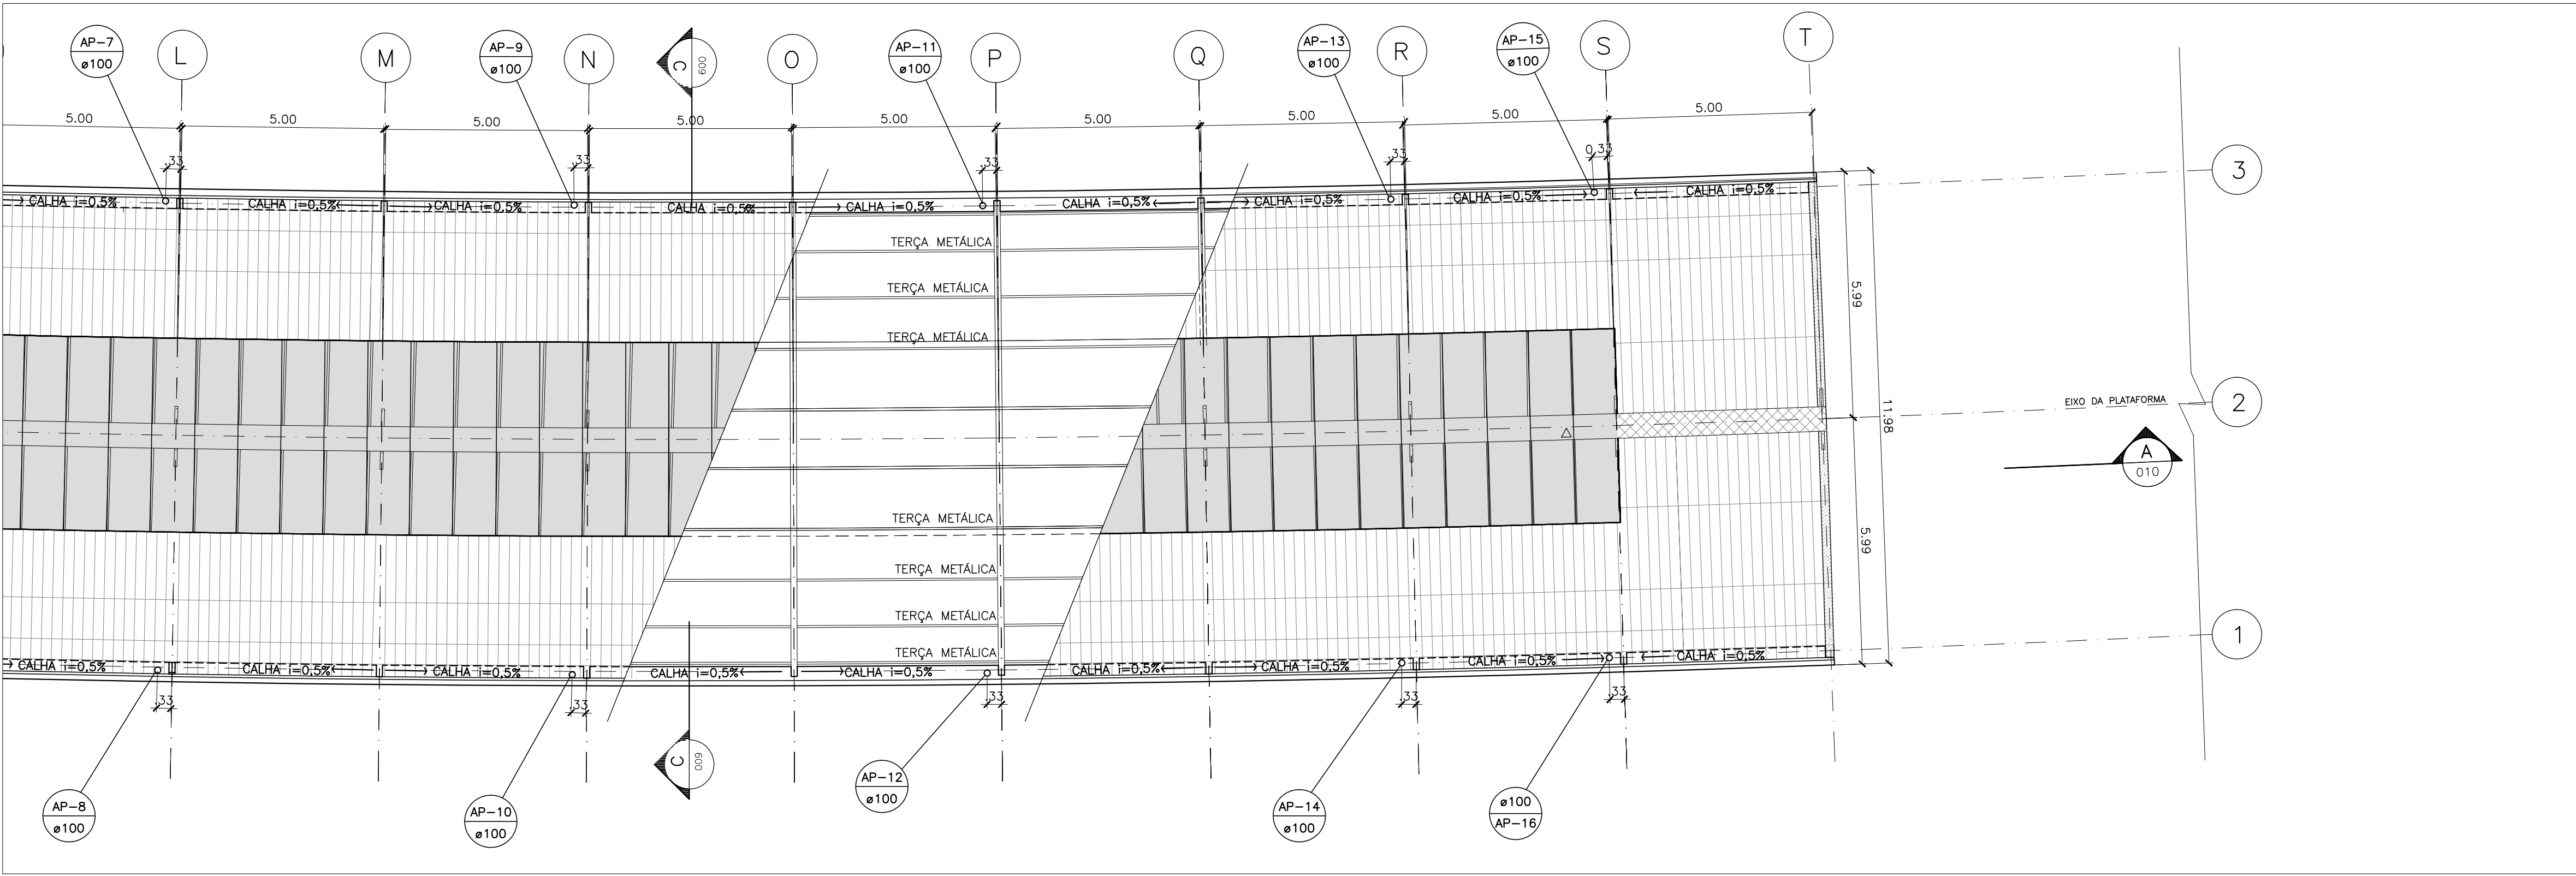 AP-7
ø100
L
M
AP-9
ø100
N
C
009
O
AP-11
ø100
P
Q
AP-13
ø100
R
AP-15
ø100
S
T
5.00
5.00
5.00
5.00
5.00
5.00
5.00
5.00
5.00
,33
,33
,33
,33
0,33
3
CALHA i=0,5%
CALHA i=0,5%
CALHA i=0,5%
CALHA i=0,5%
CALHA i=0,5%
CALHA i=0,5%
CALHA i=0,5%
CALHA i=0,5%
CALHA i=0,5%
TERÇA METÁLICA
TERÇA METÁLICA
TERÇA METÁLICA
5.99
11.98
5.99
EIXO DA PLATAFORMA
2
A
010
TERÇA METÁLICA
TERÇA METÁLICA
TERÇA METÁLICA
TERÇA METÁLICA
1
CALHA i=0,5%
CALHA i=0,5%
CALHA i=0,5%
CALHA i=0,5%
CALHA i=0,5%
CALHA i=0,5%
CALHA i=0,5%
CALHA i=0,5%
CALHA i=0,5%
,33
,33
,33
,33
,33
C
009
AP-8
ø100
AP-10
ø100
AP-12
ø100
AP-14
ø100
ø100
AP-16